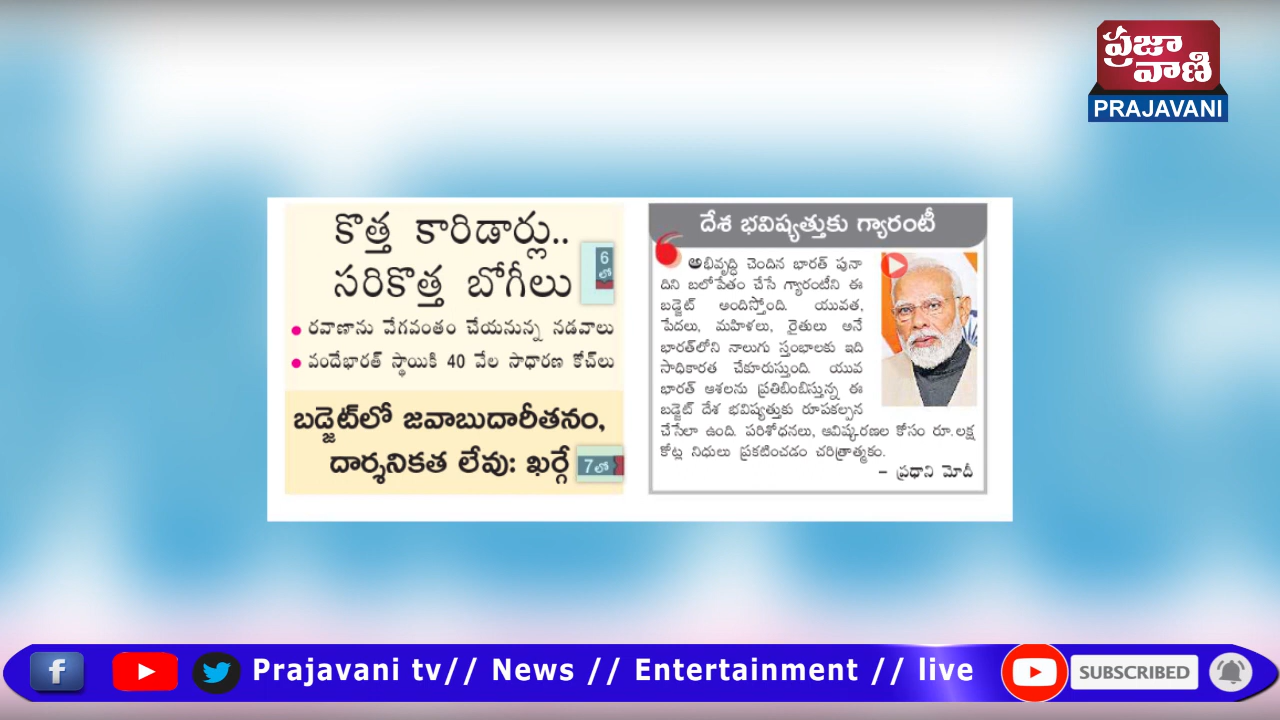 ప్రజా
వాణి
PRAJAVANI
కొత్త కారిడార్లు..
సరికొత్త బోగీలు
6
లో
• రవాణాను వేగవంతం చేయనున్న నడవాలు
• వందేభారత్ స్థాయికి 40 వేల సాధారణ కోచ్‌లు
బడ్జెట్‌లో జవాబుదారీతనం,
దార్శనికత లేవు: ఖర్గే
7లో
దేశ భవిష్యత్తుకు గ్యారంటీ
అభివృద్ధి చెందిన భారత్ పునా
దిని బలోపేతం చేసే గ్యారంటీని ఈ
బడ్జెట్ అందిస్తోంది. యువత,
పేదలు, మహిళలు, రైతులు అనే
భారత్‌లోని నాలుగు స్తంభాలకు ఇది
సాధికారత చేకూరుస్తుంది. యువ
భారత్ ఆశలను ప్రతిబింబిస్తున్న ఈ
బడ్జెట్ దేశ భవిష్యత్తుకు రూపకల్పన
చేసేలా ఉంది. పరిశోధనలు, ఆవిష్కరణల కోసం రూ.లక్ష
కోట్ల నిధులు ప్రకటించడం చరిత్రాత్మకం.
– ప్రధాని మోదీ
Prajavani tv// News // Entertainment // live
SUBSCRIBED